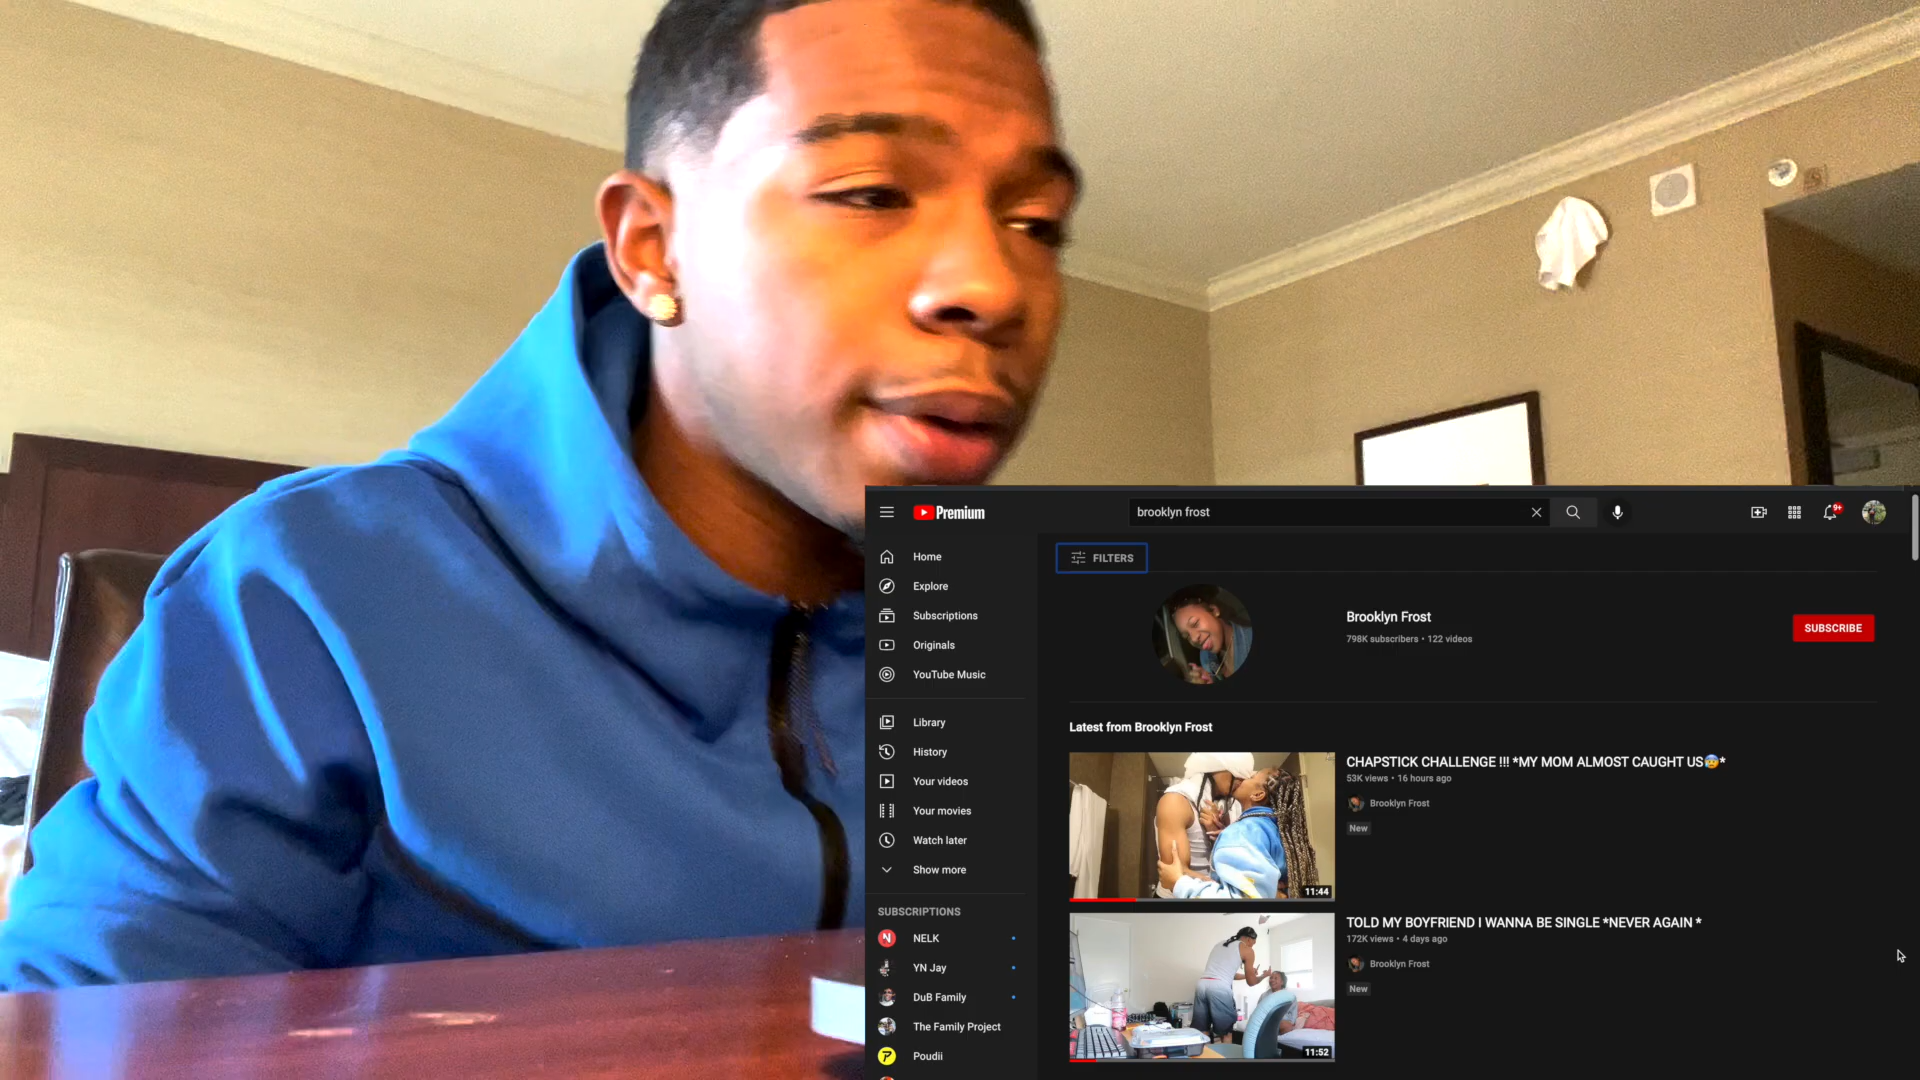 Premium
brooklyn frost
9+
Home
Explore
Subscriptions
Originals
YouTube Music
Library
History
Your videos
Your movies
Watch later
Show more
SUBSCRIPTIONS
NELK
YN Jay
DuB Family
The Family Project
Poudii
FILTERS
Brooklyn Frost
798K subscribers • 122 videos
SUBSCRIBE
Latest from Brooklyn Frost
11:44
CHAPSTICK CHALLENGE !!! *MY MOM ALMOST CAUGHT US😰*
53K views • 16 hours ago
Brooklyn Frost
New
11:52
TOLD MY BOYFRIEND I WANNA BE SINGLE *NEVER AGAIN *
172K views • 4 days ago
Brooklyn Frost
New